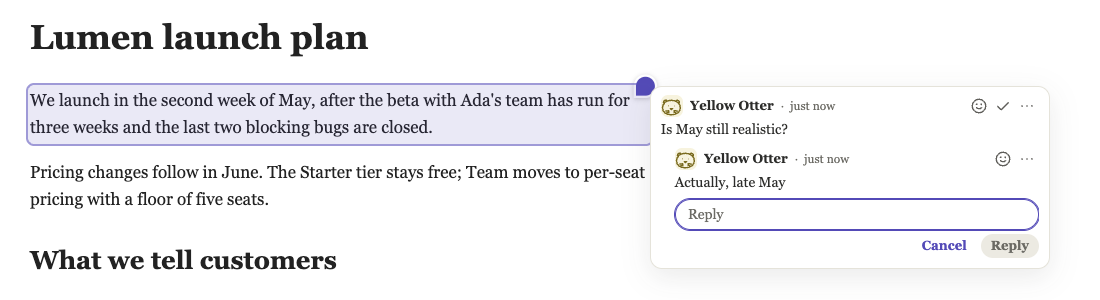 Lumen launch plan
We launch in the second week of May, after the beta with Ada's team has run for
three weeks and the last two blocking bugs are closed.
Pricing changes follow in June. The Starter tier stays free; Team moves to per-seat
pricing with a floor of five seats.
What we tell customers
Yellow Otter · just now
Is May still realistic?
Yellow Otter · just now
Actually, late May
Reply
Cancel Reply